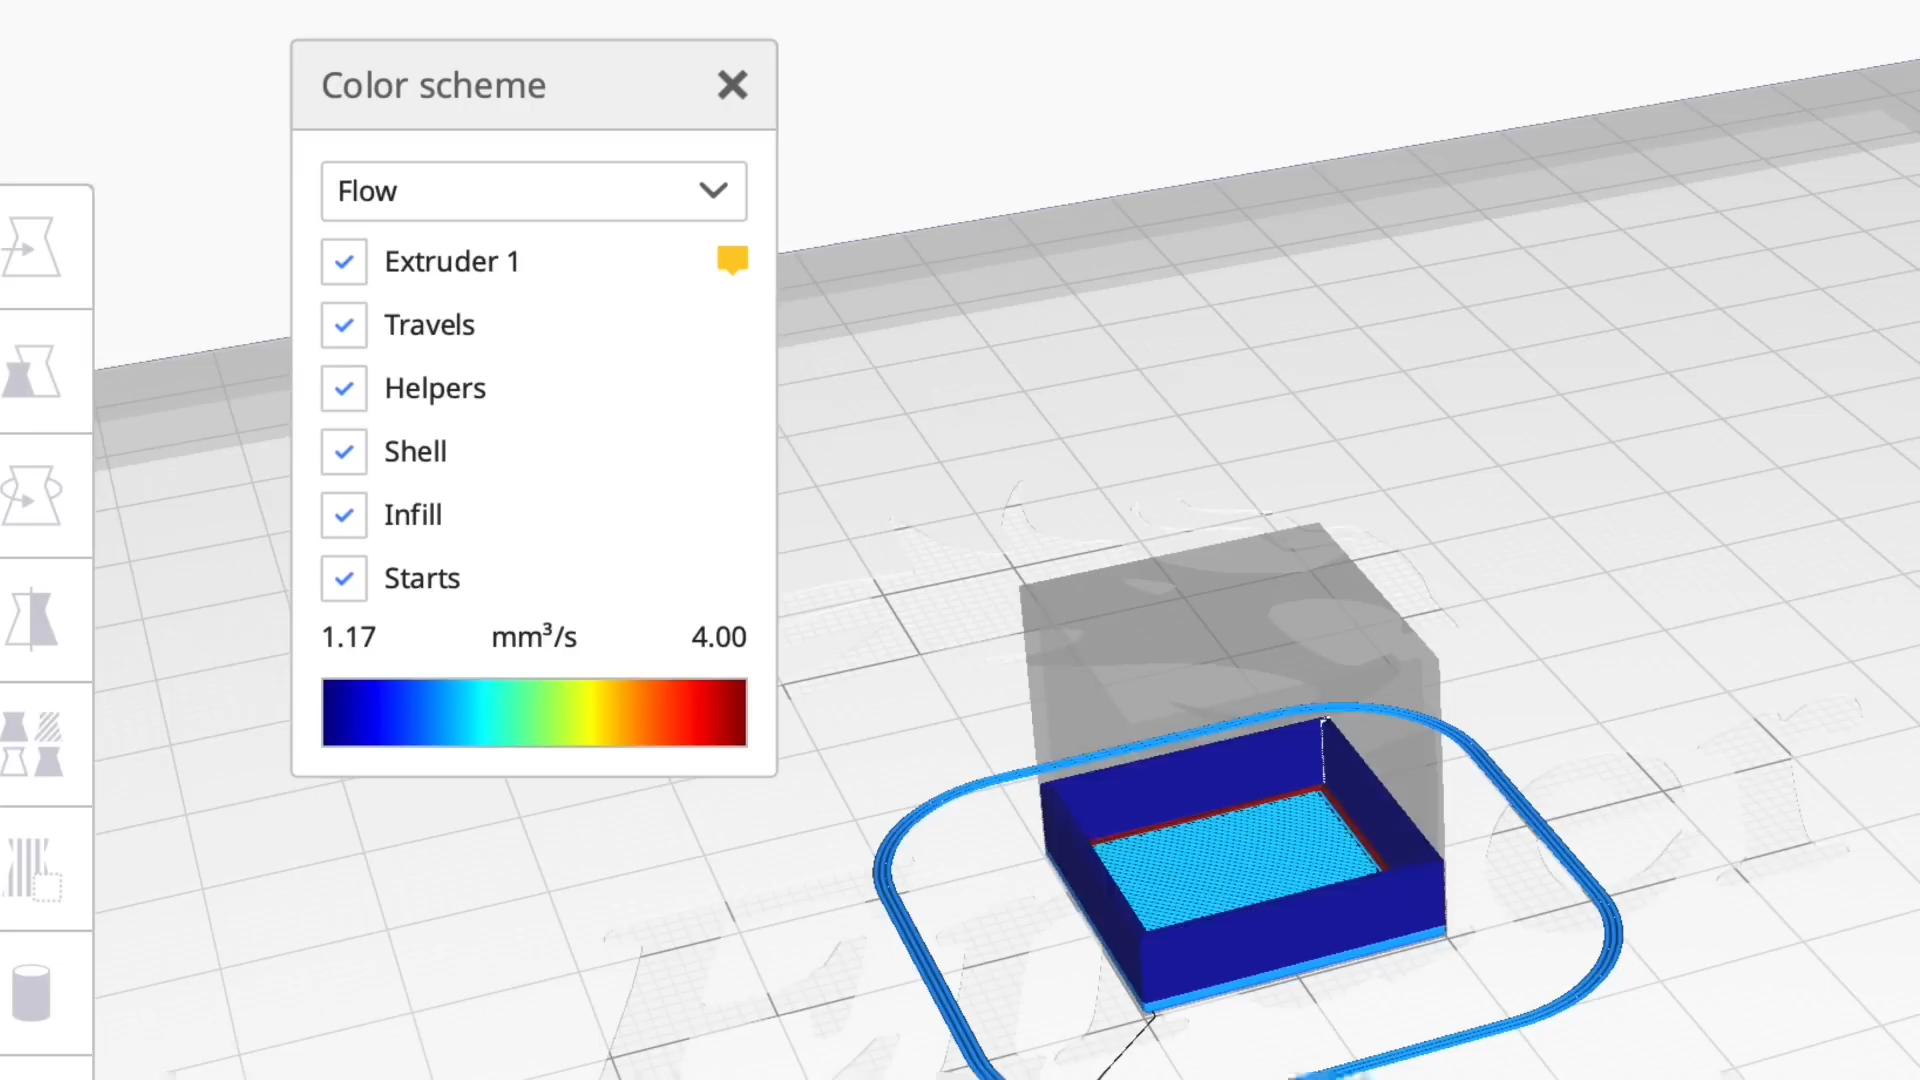 Color scheme
Flow
Extruder 1
Travels
Helpers
Shell
Infill
Starts
1.17 mm³/s 4.00